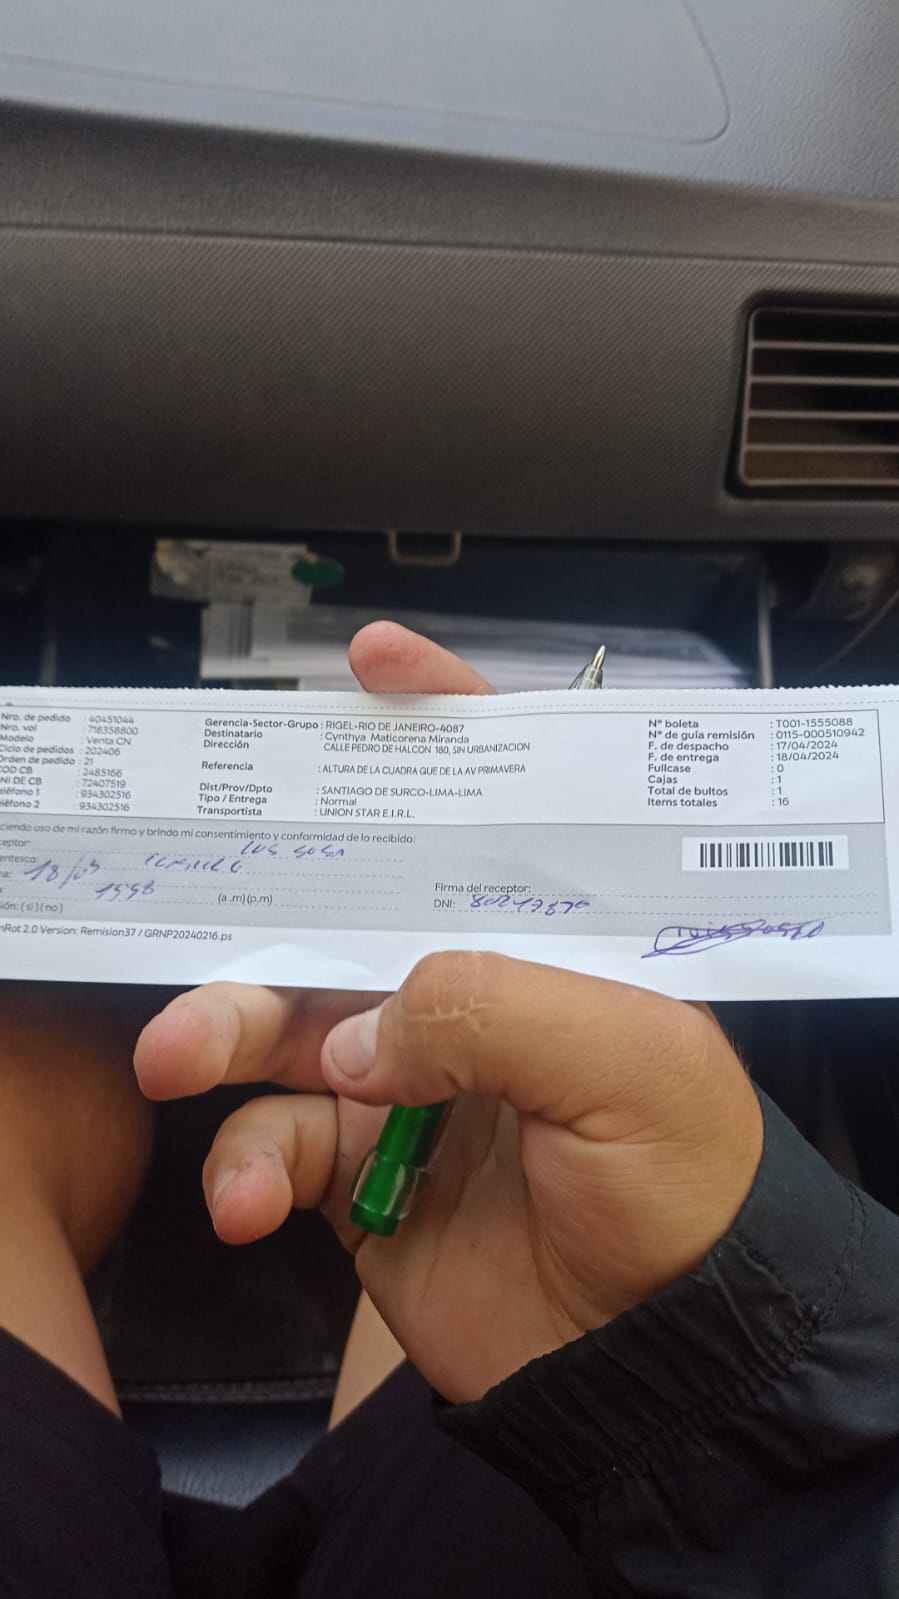 Nro. de pedido : 40451044
Nro. vol : 718358800
Modelo : Venta CN
Ciclo de pedidos : 202406
Orden de pedido : 21
COD CB : 2485166
DNI DE CB : 72407519
eléfono 1 : 934302516
eléfono 2 : 934302516
Gerencia-Sector-Grupo : RIGEL-RIO DE JANEIRO-4087
Destinatario : Cynthya Maticorena Miranda
Dirección : CALLE PEDRO DE HALCON 180, SIN URBANIZACION
Referencia : ALTURA DE LA CUADRA QUE DE LA AV PRIMAVERA
Dist/Prov/Dpto : SANTIAGO DE SURCO-LIMA-LIMA
Tipo / Entrega : Normal
Transportista : UNION STAR E.I.R.L.
Nº boleta : T001-1555088
Nº de guía remisión : 0115-000510942
F. de despacho : 17/04/2024
F. de entrega : 18/04/2024
Fullcase : 0
Cajas : 1
Total de bultos : 1
Items totales : 16
ciendo uso de mi razón firmo y brindo mi consentimiento y conformidad de lo recibido:
ceptor: LUS SOSA
entesco:
a:
(a.m)(p.m)
sión: ( si ) ( no )
Firma del receptor:
DNI:
nRot 2.0 Version: Remision37 / GRNP20240216.ps